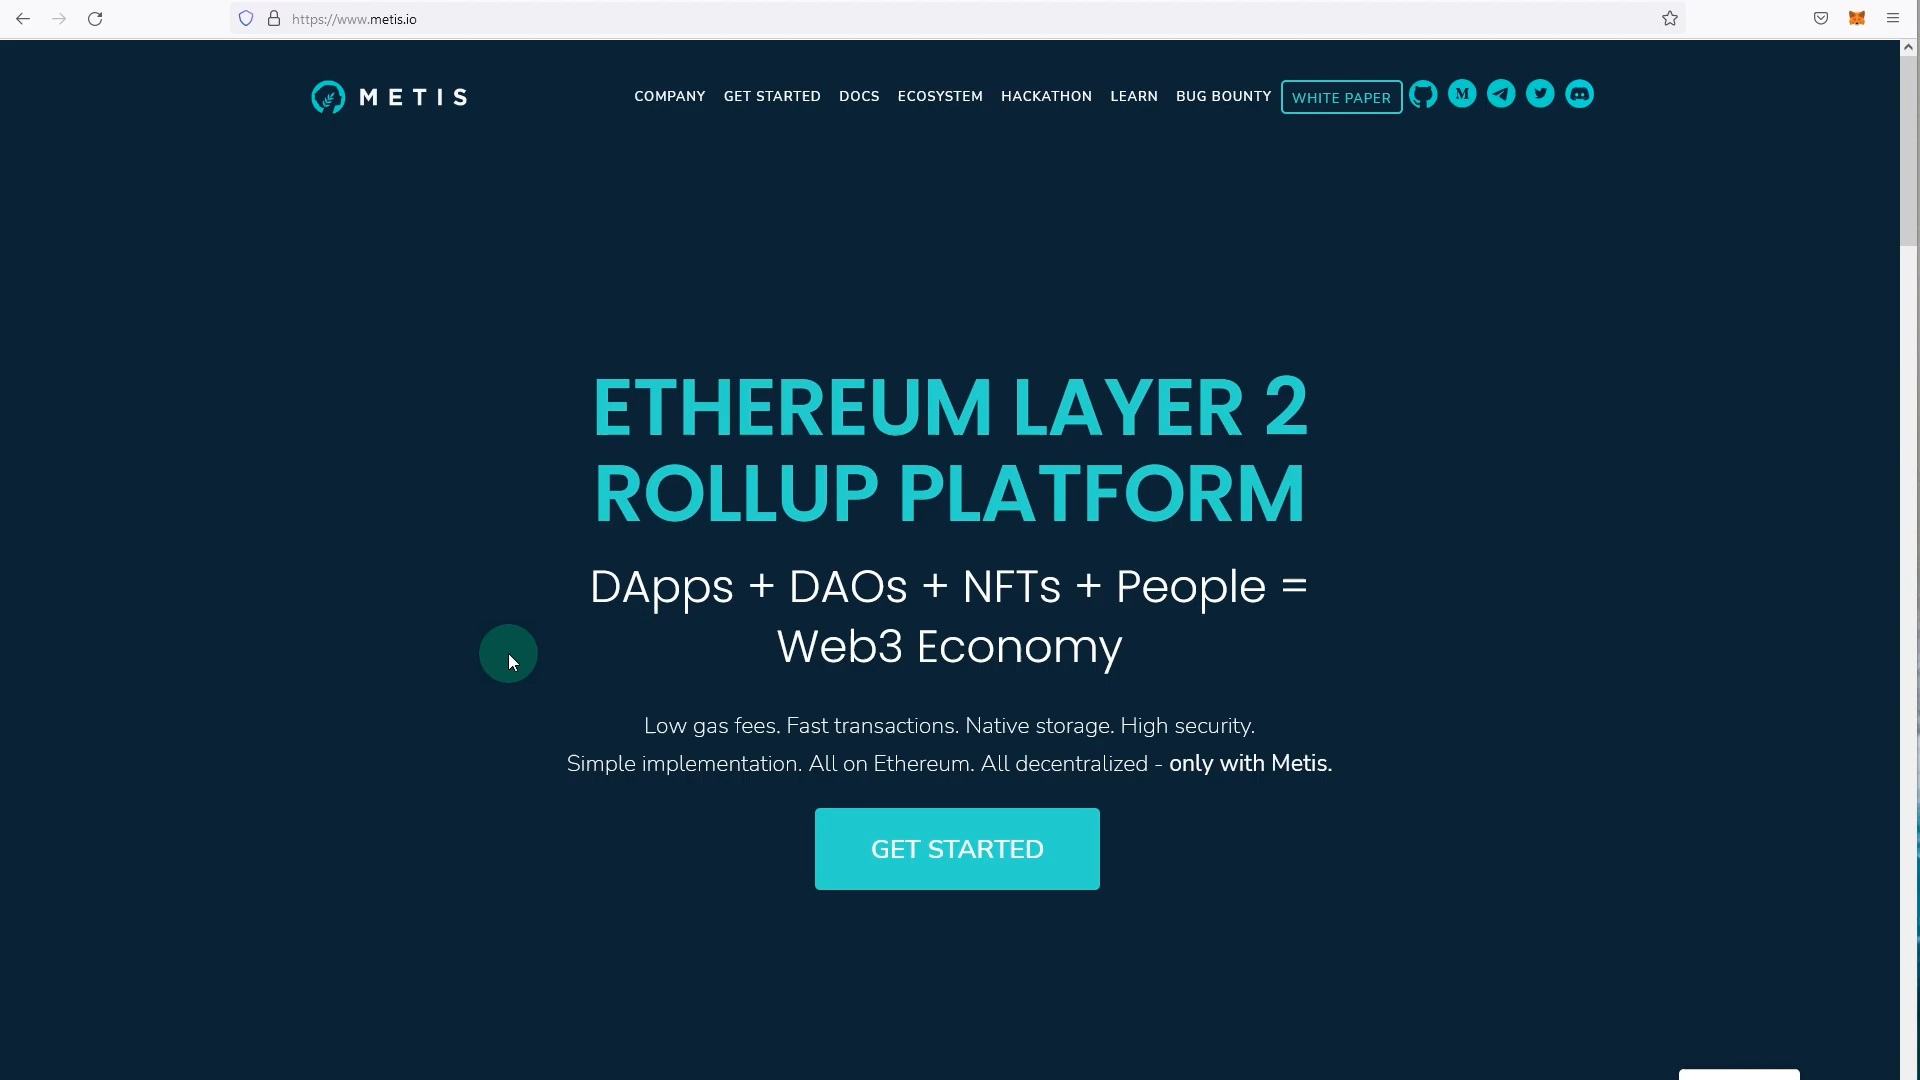 https://www.metis.io
METIS
COMPANY GET STARTED DOCS ECOSYSTEM HACKATHON LEARN BUG BOUNTY WHITE PAPER M
ETHEREUM LAYER 2
ROLLUP PLATFORM
DApps + DAOs + NFTs + People =
Web3 Economy
Low gas fees. Fast transactions. Native storage. High security.
Simple implementation. All on Ethereum. All decentralized - only with Metis.
GET STARTED